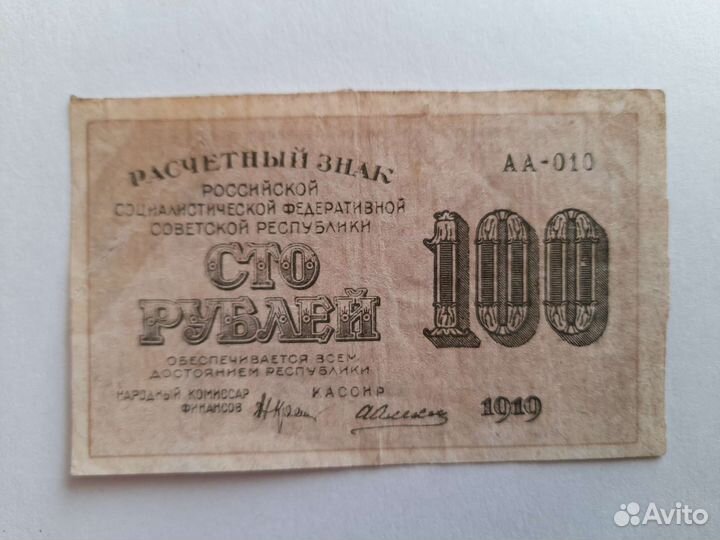 РАСЧЕТНЫЙ ЗНАК
АА-010
РОССИЙСКОЙ
СОЦИАЛИСТИЧЕСКОЙ ФЕДЕРАТИВНОЙ
СОВЕТСКОЙ РЕСПУБЛИКИ
СТО
РУБЛЕЙ
100
ОБЕСПЕЧИВАЕТСЯ ВСЕМ
ДОСТОЯНИЕМ РЕСПУБЛИКИ
НАРОДНЫЙ КОМИССАР
ФИНАНСОВ
КАССИР
1919
Avito